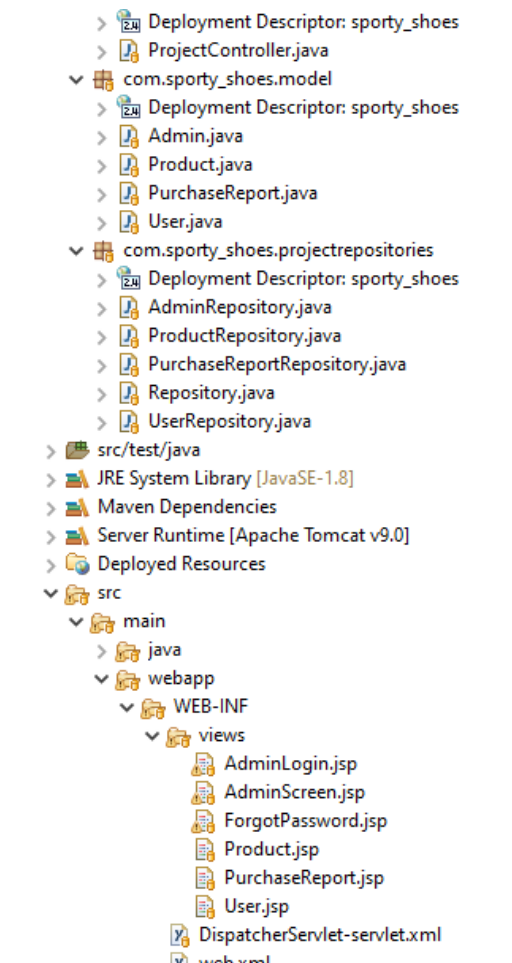 Deployment Descriptor: sporty_shoes
ProjectController.java
com.sporty_shoes.model
Deployment Descriptor: sporty_shoes
Admin.java
Product.java
PurchaseReport.java
User.java
com.sporty_shoes.projectrepositories
Deployment Descriptor: sporty_shoes
AdminRepository.java
ProductRepository.java
PurchaseReportRepository.java
Repository.java
UserRepository.java
src/test/java
JRE System Library [JavaSE-1.8]
Maven Dependencies
Server Runtime [Apache Tomcat v9.0]
Deployed Resources
src
main
java
webapp
WEB-INF
views
AdminLogin.jsp
AdminScreen.jsp
ForgotPassword.jsp
Product.jsp
PurchaseReport.jsp
User.jsp
DispatcherServlet-servlet.xml
web.xml